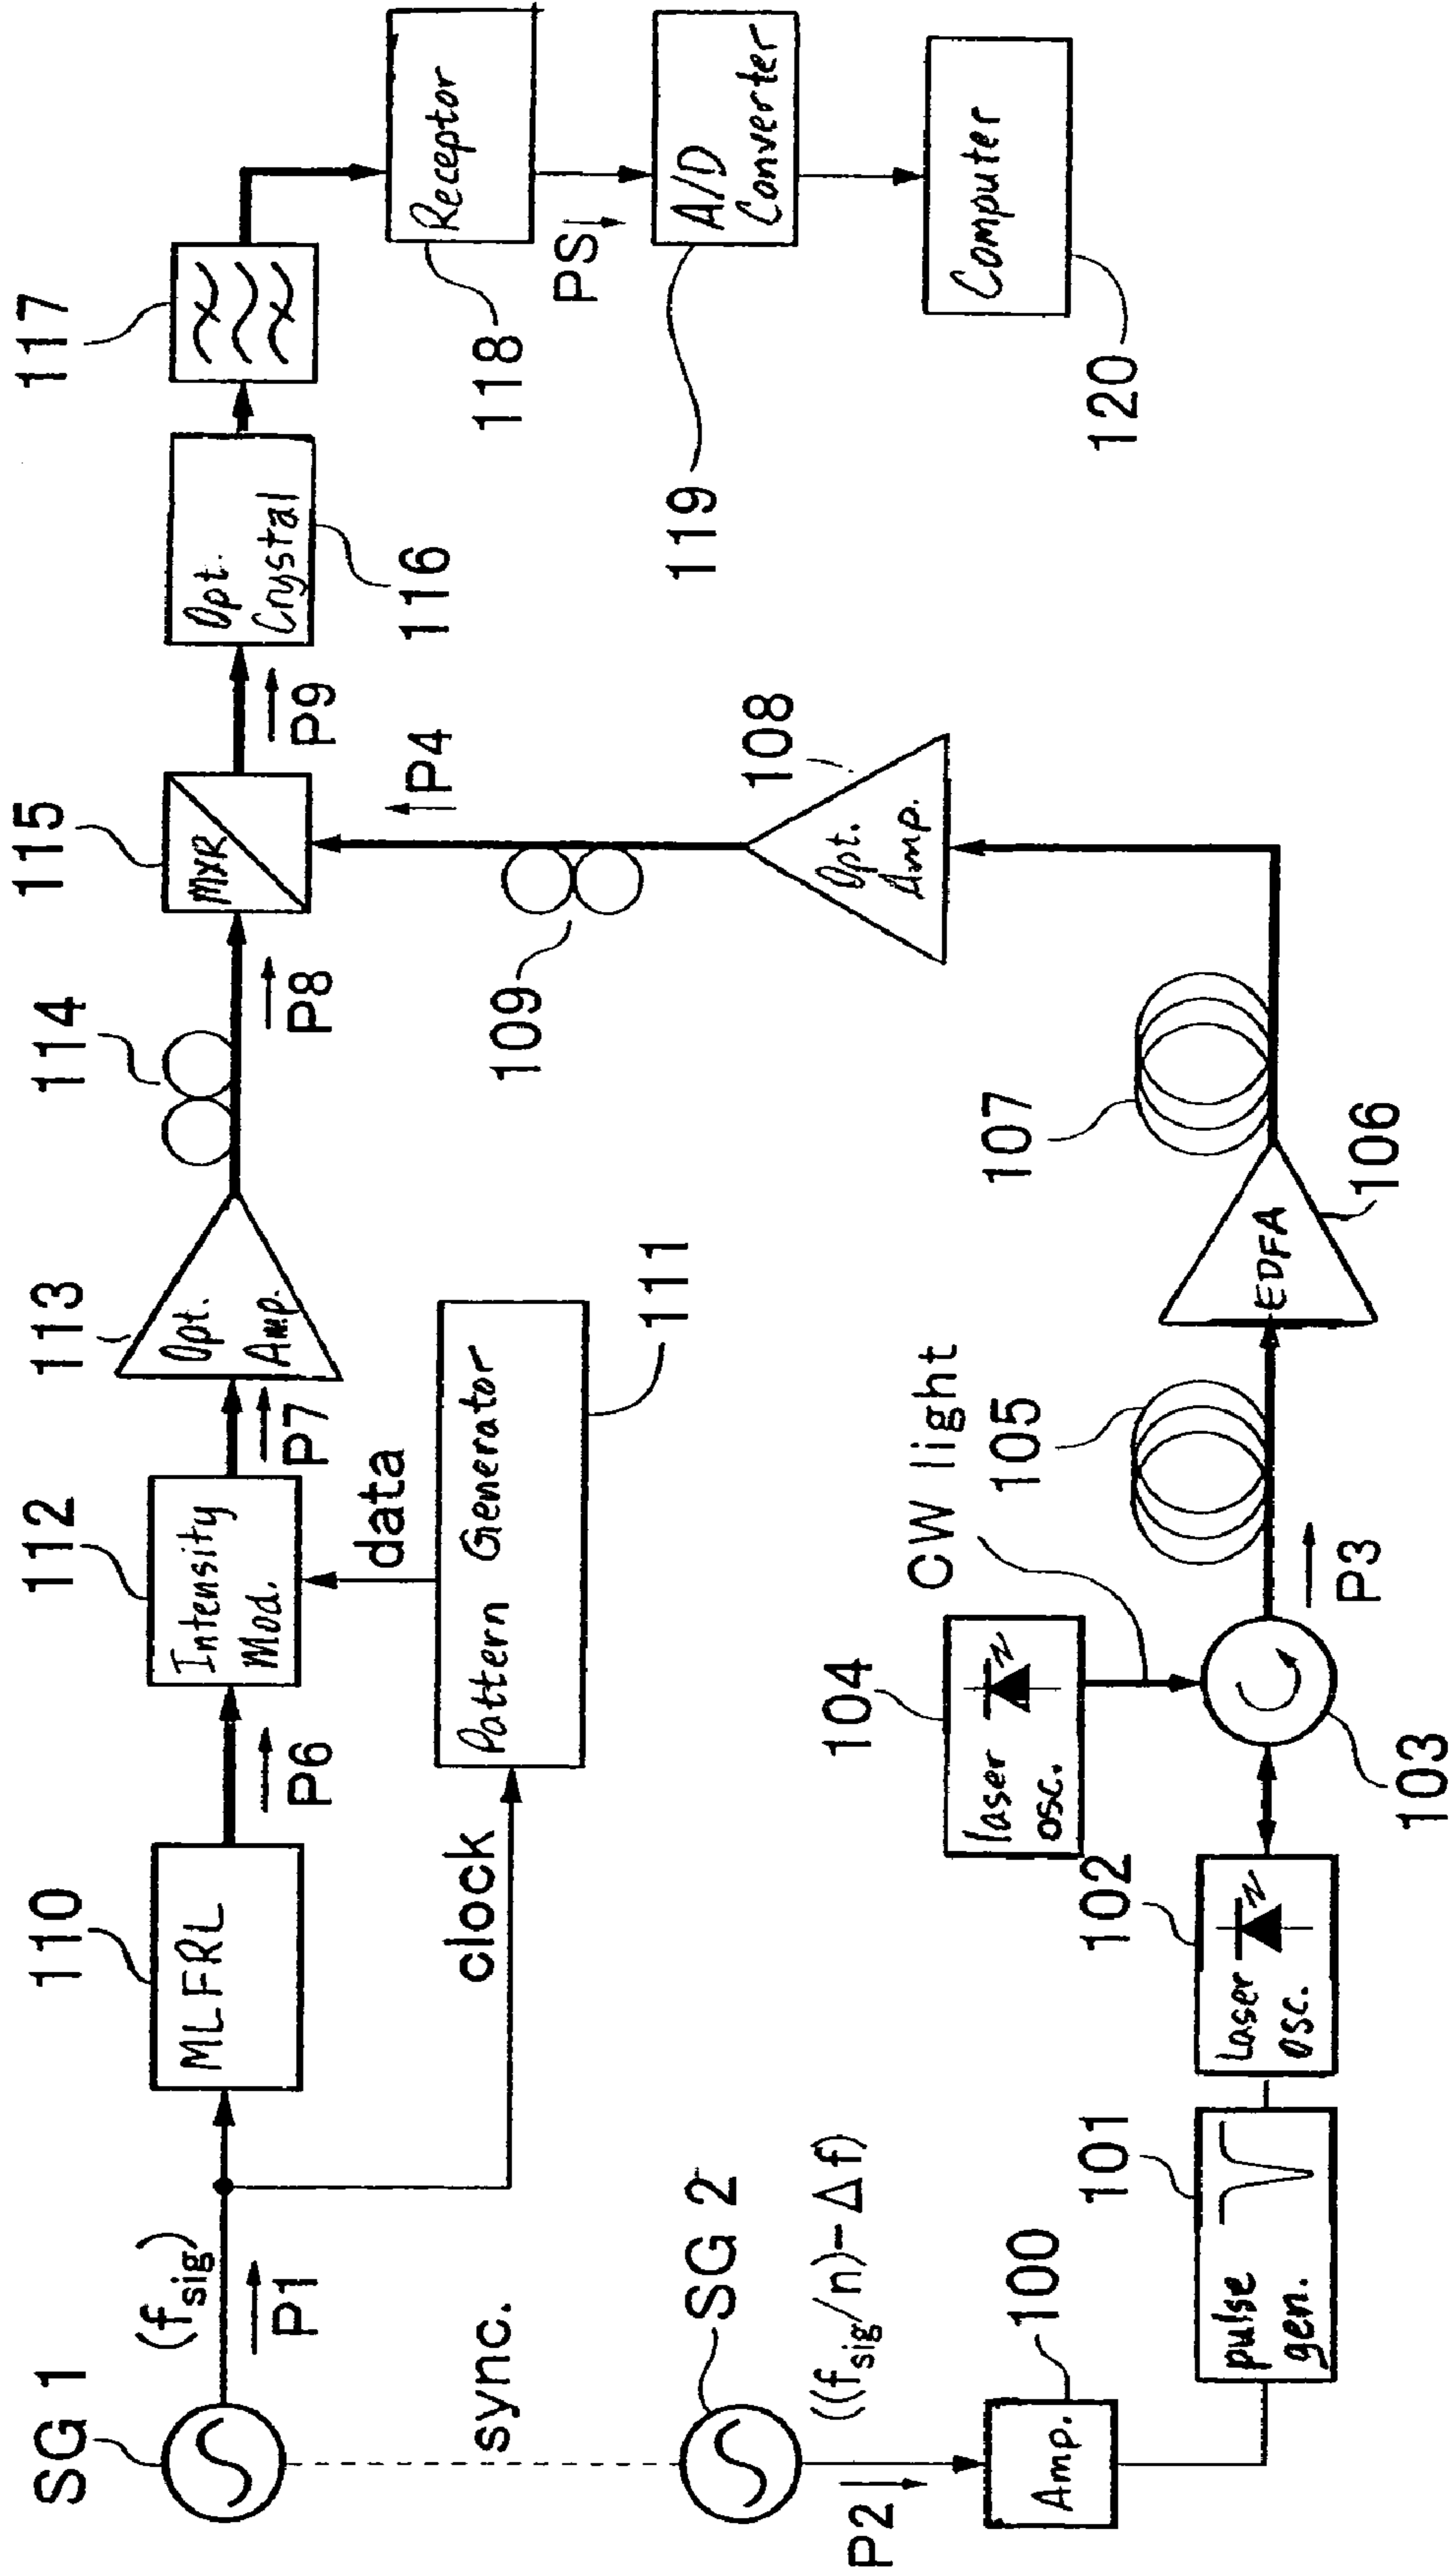 SG 1
(fsig)
P1
110
MLFRL
P6
112
Intensity
Mod.
P7
113
Opt.
Amp.
114
P8
115
MXR
P9
116
Opt.
Crystal
117
118
Receptor
PS
119
A/D
Converter
120
Computer
clock
111
Pattern Generator
data
sync.
SG 2
((fsig/n)-Δf)
P2
100
Amp.
101
pulse
gen.
102
Laser
osc.
103
104
laser
osc.
CW light
P3
105
106
EDFA
107
108
Opt.
Amp.
109
P4